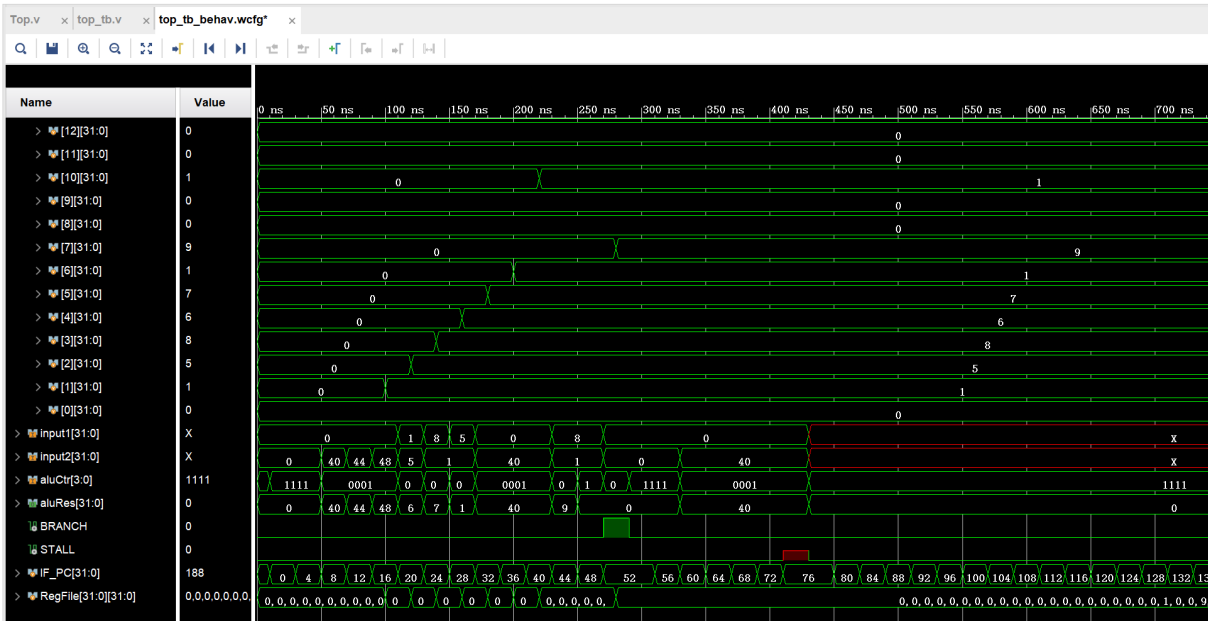 Top.v × top_tb.v × top_tb_behav.wcfg* ×
Name Value
0 ns 50 ns 100 ns 150 ns 200 ns 250 ns 300 ns 350 ns 400 ns 450 ns 500 ns 550 ns 600 ns 650 ns 700 ns
[12][31:0] 0 0
[11][31:0] 0 0
[10][31:0] 1 0 1
[9][31:0] 0 0
[8][31:0] 0 0
[7][31:0] 9 0 9
[6][31:0] 1 0 1
[5][31:0] 7 0 7
[4][31:0] 6 0 6
[3][31:0] 8 0 8
[2][31:0] 5 0 5
[1][31:0] 1 0 1
[0][31:0] 0 0
input1[31:0] X 0 1 8 5 0 8 0 X
input2[31:0] X 0 40 44 48 5 1 40 1 0 40 X
aluCtr[3:0] 1111 1111 0001 0 0 0 0001 0 1 0 1111 0001 1111
aluRes[31:0] 0 0 40 44 48 6 7 1 40 9 0 40 0
BRANCH 0
STALL 0
IF_PC[31:0] 188 0 4 8 12 16 20 24 28 32 36 40 44 48 52 56 60 64 68 72 76 80 84 88 92 96 100 104 108 112 116 120 124 128 132 13
RegFile[31:0][31:0] 0,0,0,0,0,0,0, 0,0,0,0,0,0,0,0,0,0 0 0 0 0 0 0 0,0,0,0,0, 0,0,0,0,0,0,0,0,0,0,0,0,0,0,0,0,0,0,0,0,0,1,0,0,9